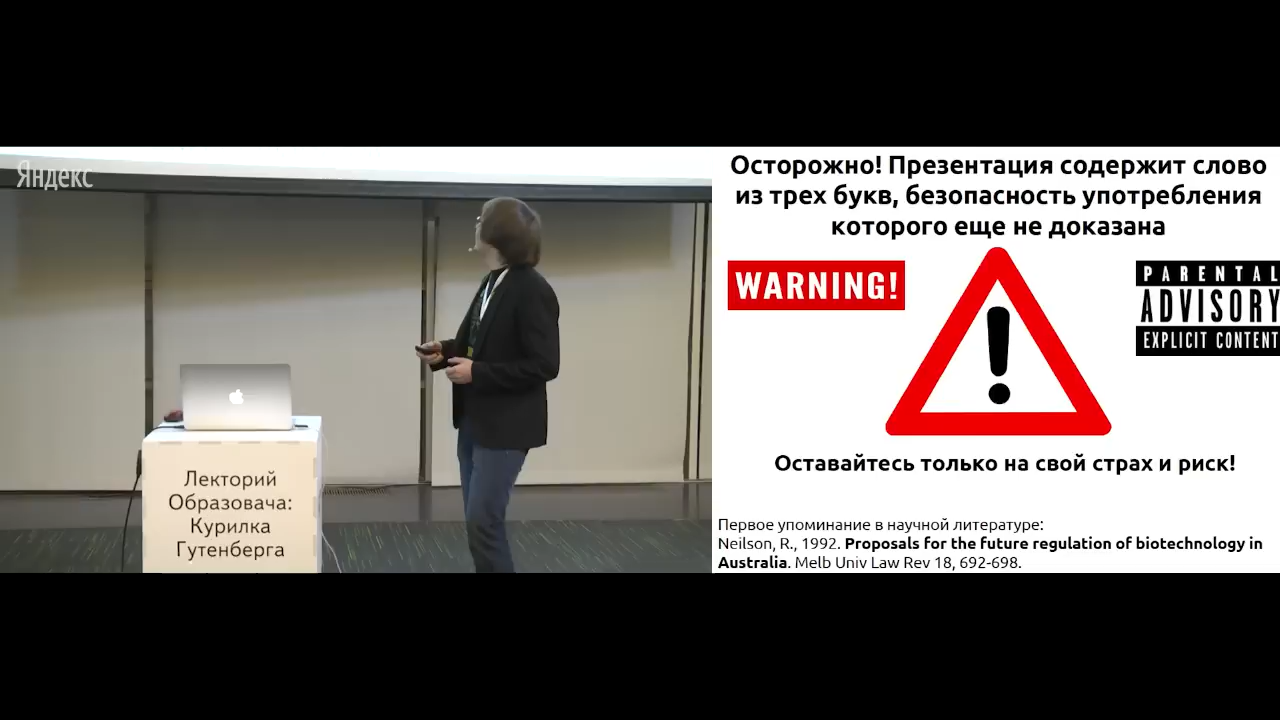 Яндекс
Лекторий
Образовача:
Курилка
Гутенберга
Осторожно! Презентация содержит слово
из трех букв, безопасность употребления
которого еще не доказана
WARNING!
PARENTAL
ADVISORY
EXPLICIT CONTENT
Оставайтесь только на свой страх и риск!
Первое упоминание в научной литературе:
Neilson, R., 1992. Proposals for the future regulation of biotechnology in
Australia. Melb Univ Law Rev 18, 692-698.